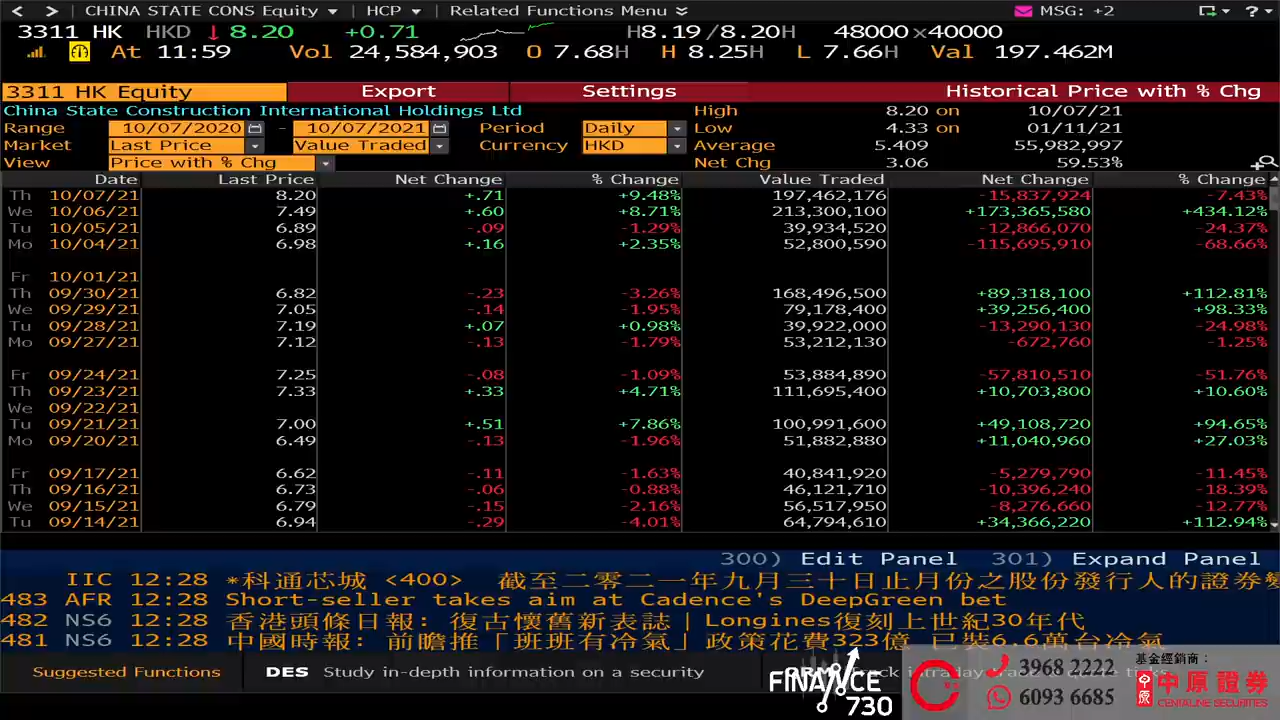 < > CHINA STATE CONS Equity HCP Related Functions Menu MSG: +2 ?
3311 HK HKD 8.20 +0.71 H8.19/8.20H 48000x40000
At 11:59 Vol 24,584,903 O 7.68H H 8.25H L 7.66H Val 197.462M
3311 HK Equity Export Settings Historical Price with % Chg
China State Construction International Holdings Ltd High 8.20 on 10/07/21
Range 10/07/2020 - 10/07/2021 Period Daily Low 4.33 on 01/11/21
Market Last Price Value Traded Currency HKD Average 5.409 55,982,997
View Price with % Chg Net Chg 3.06 59.53%
Date Last Price Net Change % Change Value Traded Net Change % Change
Th 10/07/21 8.20 +.71 +9.48% 197,462,176 -15,837,924 -7.43%
We 10/06/21 7.49 +.60 +8.71% 213,300,100 +173,365,580 +434.12%
Tu 10/05/21 6.89 -.09 -1.29% 39,934,520 -12,866,070 -24.37%
Mo 10/04/21 6.98 +.16 +2.35% 52,800,590 -115,695,910 -68.66%
Fr 10/01/21
Th 09/30/21 6.82 -.23 -3.26% 168,496,500 +89,318,100 +112.81%
We 09/29/21 7.05 -.14 -1.95% 79,178,400 +39,256,400 +98.33%
Tu 09/28/21 7.19 +.07 +0.98% 39,922,000 -13,290,130 -24.98%
Mo 09/27/21 7.12 -.13 -1.79% 53,212,130 -672,760 -1.25%
Fr 09/24/21 7.25 -.08 -1.09% 53,884,890 -57,810,510 -51.76%
Th 09/23/21 7.33 +.33 +4.71% 111,695,400 +10,703,800 +10.60%
We 09/22/21
Tu 09/21/21 7.00 +.51 +7.86% 100,991,600 +49,108,720 +94.65%
Mo 09/20/21 6.49 -.13 -1.96% 51,882,880 +11,040,960 +27.03%
Fr 09/17/21 6.62 -.11 -1.63% 40,841,920 -5,279,790 -11.45%
Th 09/16/21 6.73 -.06 -0.88% 46,121,710 -10,396,240 -18.39%
We 09/15/21 6.79 -.15 -2.16% 56,517,950 -8,276,660 -12.77%
Tu 09/14/21 6.94 -.29 -4.01% 64,794,610 +34,366,220 +112.94%
300) Edit Panel 301) Expand Panel
IIC 12:28 *科通芯城 <400> 截至二零二一年九月三十日止月份之股份發行人的證券
483 AFR 12:28 Short-seller takes aim at Cadence's DeepGreen bet
482 NS6 12:28 香港頭條日報: 復古懷舊新表誌 | Longines復刻上世紀30年代
481 NS6 12:28 中國時報: 前瞻推「班班有冷氣」政策花費323億 已裝6.6萬台冷氣
Suggested Functions DES Study in-depth information on a security
FINANCE 730
3968 2222
6093 6685
基金經銷商：
中原證券
CENTALINE SECURITIES